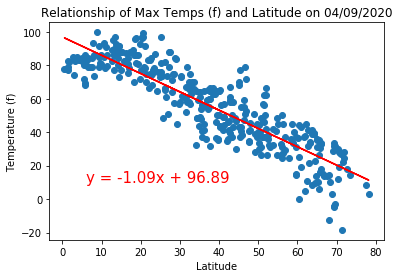 Relationship of Max Temps (f) and Latitude on 04/09/2020
100
80
60
40
20
0
−20
Temperature (f)
y = -1.09x + 96.89
0 10 20 30 40 50 60 70 80
Latitude